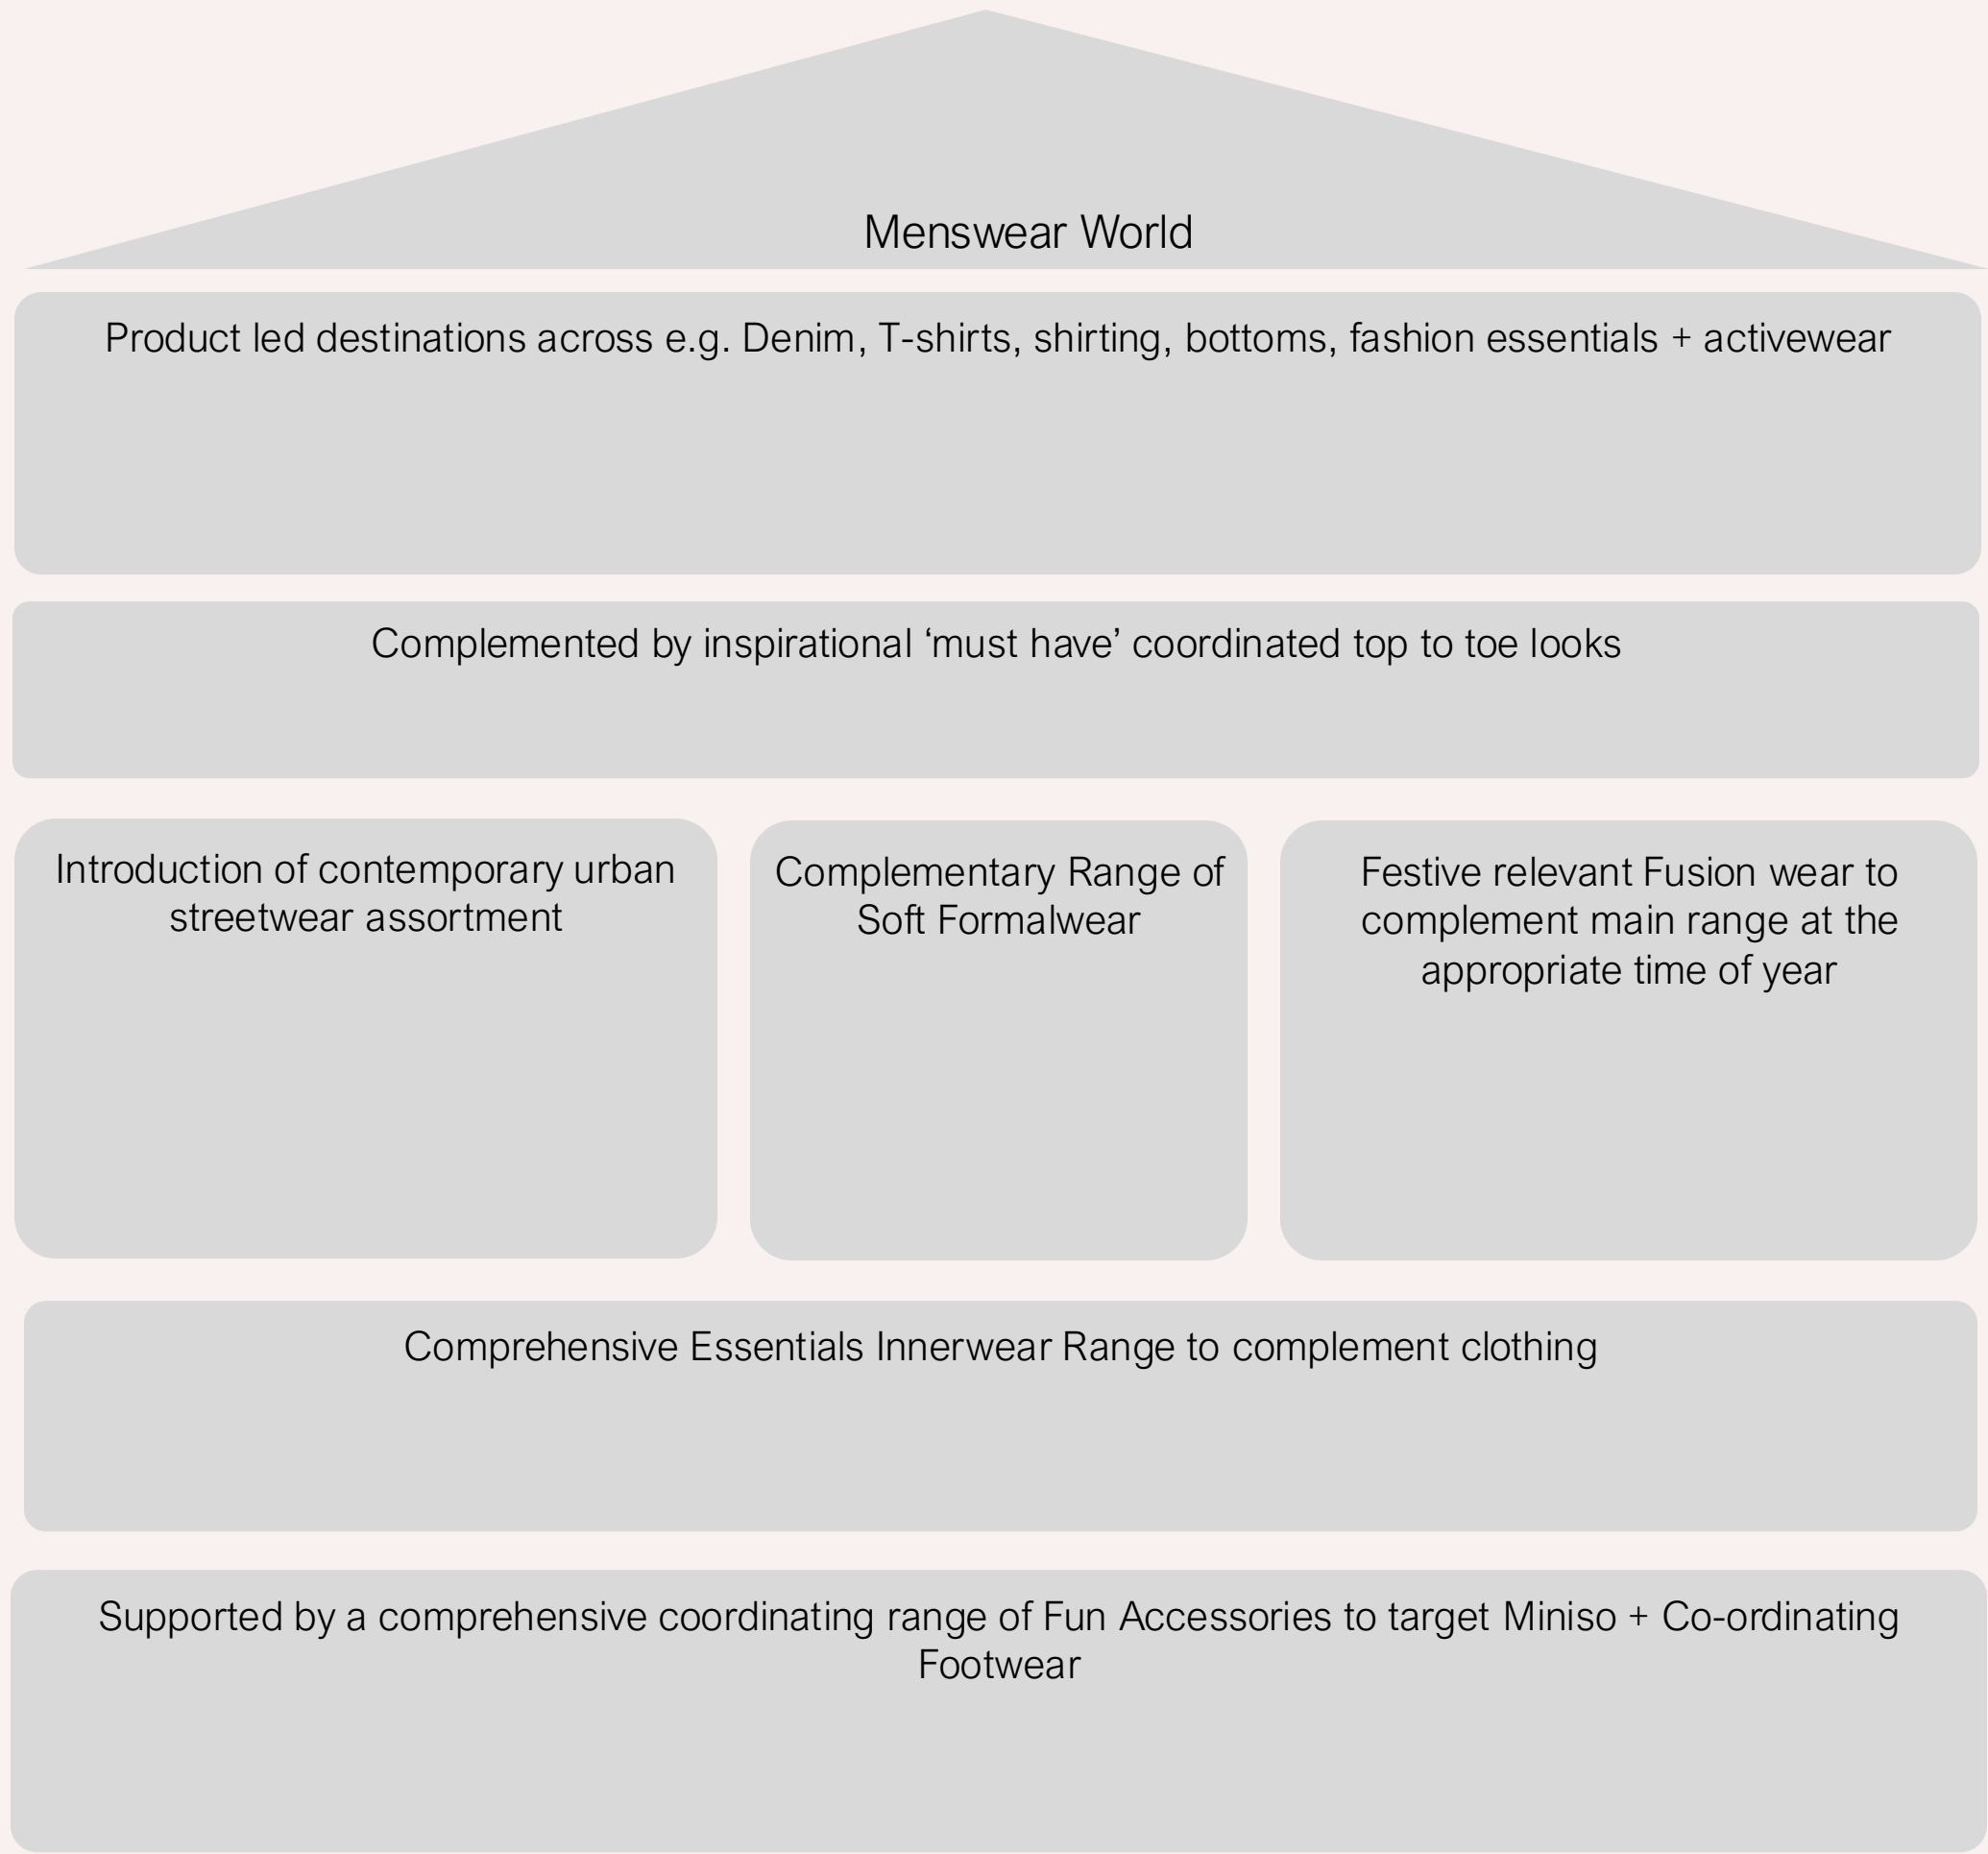 Menswear World
Product led destinations across e.g. Denim, T-shirts, shirting, bottoms, fashion essentials + activewear
Complemented by inspirational ‘must have’ coordinated top to toe looks
Introduction of contemporary urban
streetwear assortment
Complementary Range of
Soft Formalwear
Festive relevant Fusion wear to
complement main range at the
appropriate time of year
Comprehensive Essentials Innerwear Range to complement clothing
Supported by a comprehensive coordinating range of Fun Accessories to target Miniso + Co-ordinating
Footwear